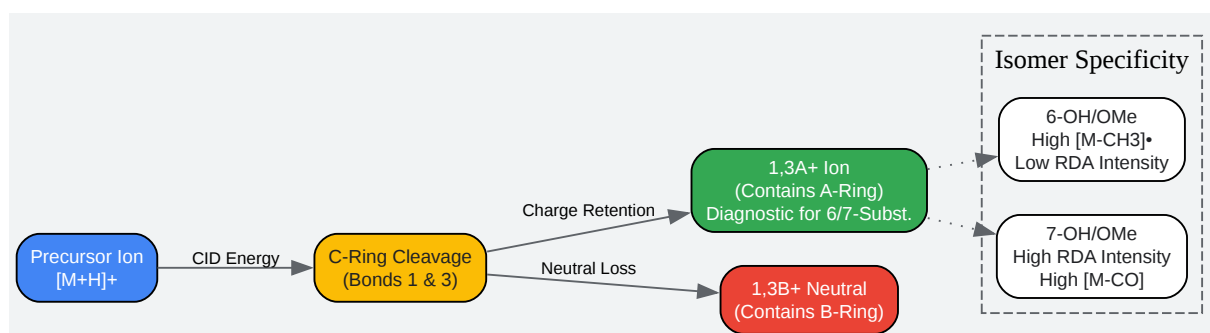 Precursor Ion
[M+H]+
CID Energy
C-Ring Cleavage
(Bonds 1 & 3)
Charge Retention
Neutral Loss
1,3A+ Ion
(Contains A-Ring)
Diagnostic for 6/7-Subst.
1,3B+ Neutral
(Contains B-Ring)
Isomer Specificity
6-OH/OMe
High [M-CH3]•
Low RDA Intensity
7-OH/OMe
High RDA Intensity
High [M-CO]